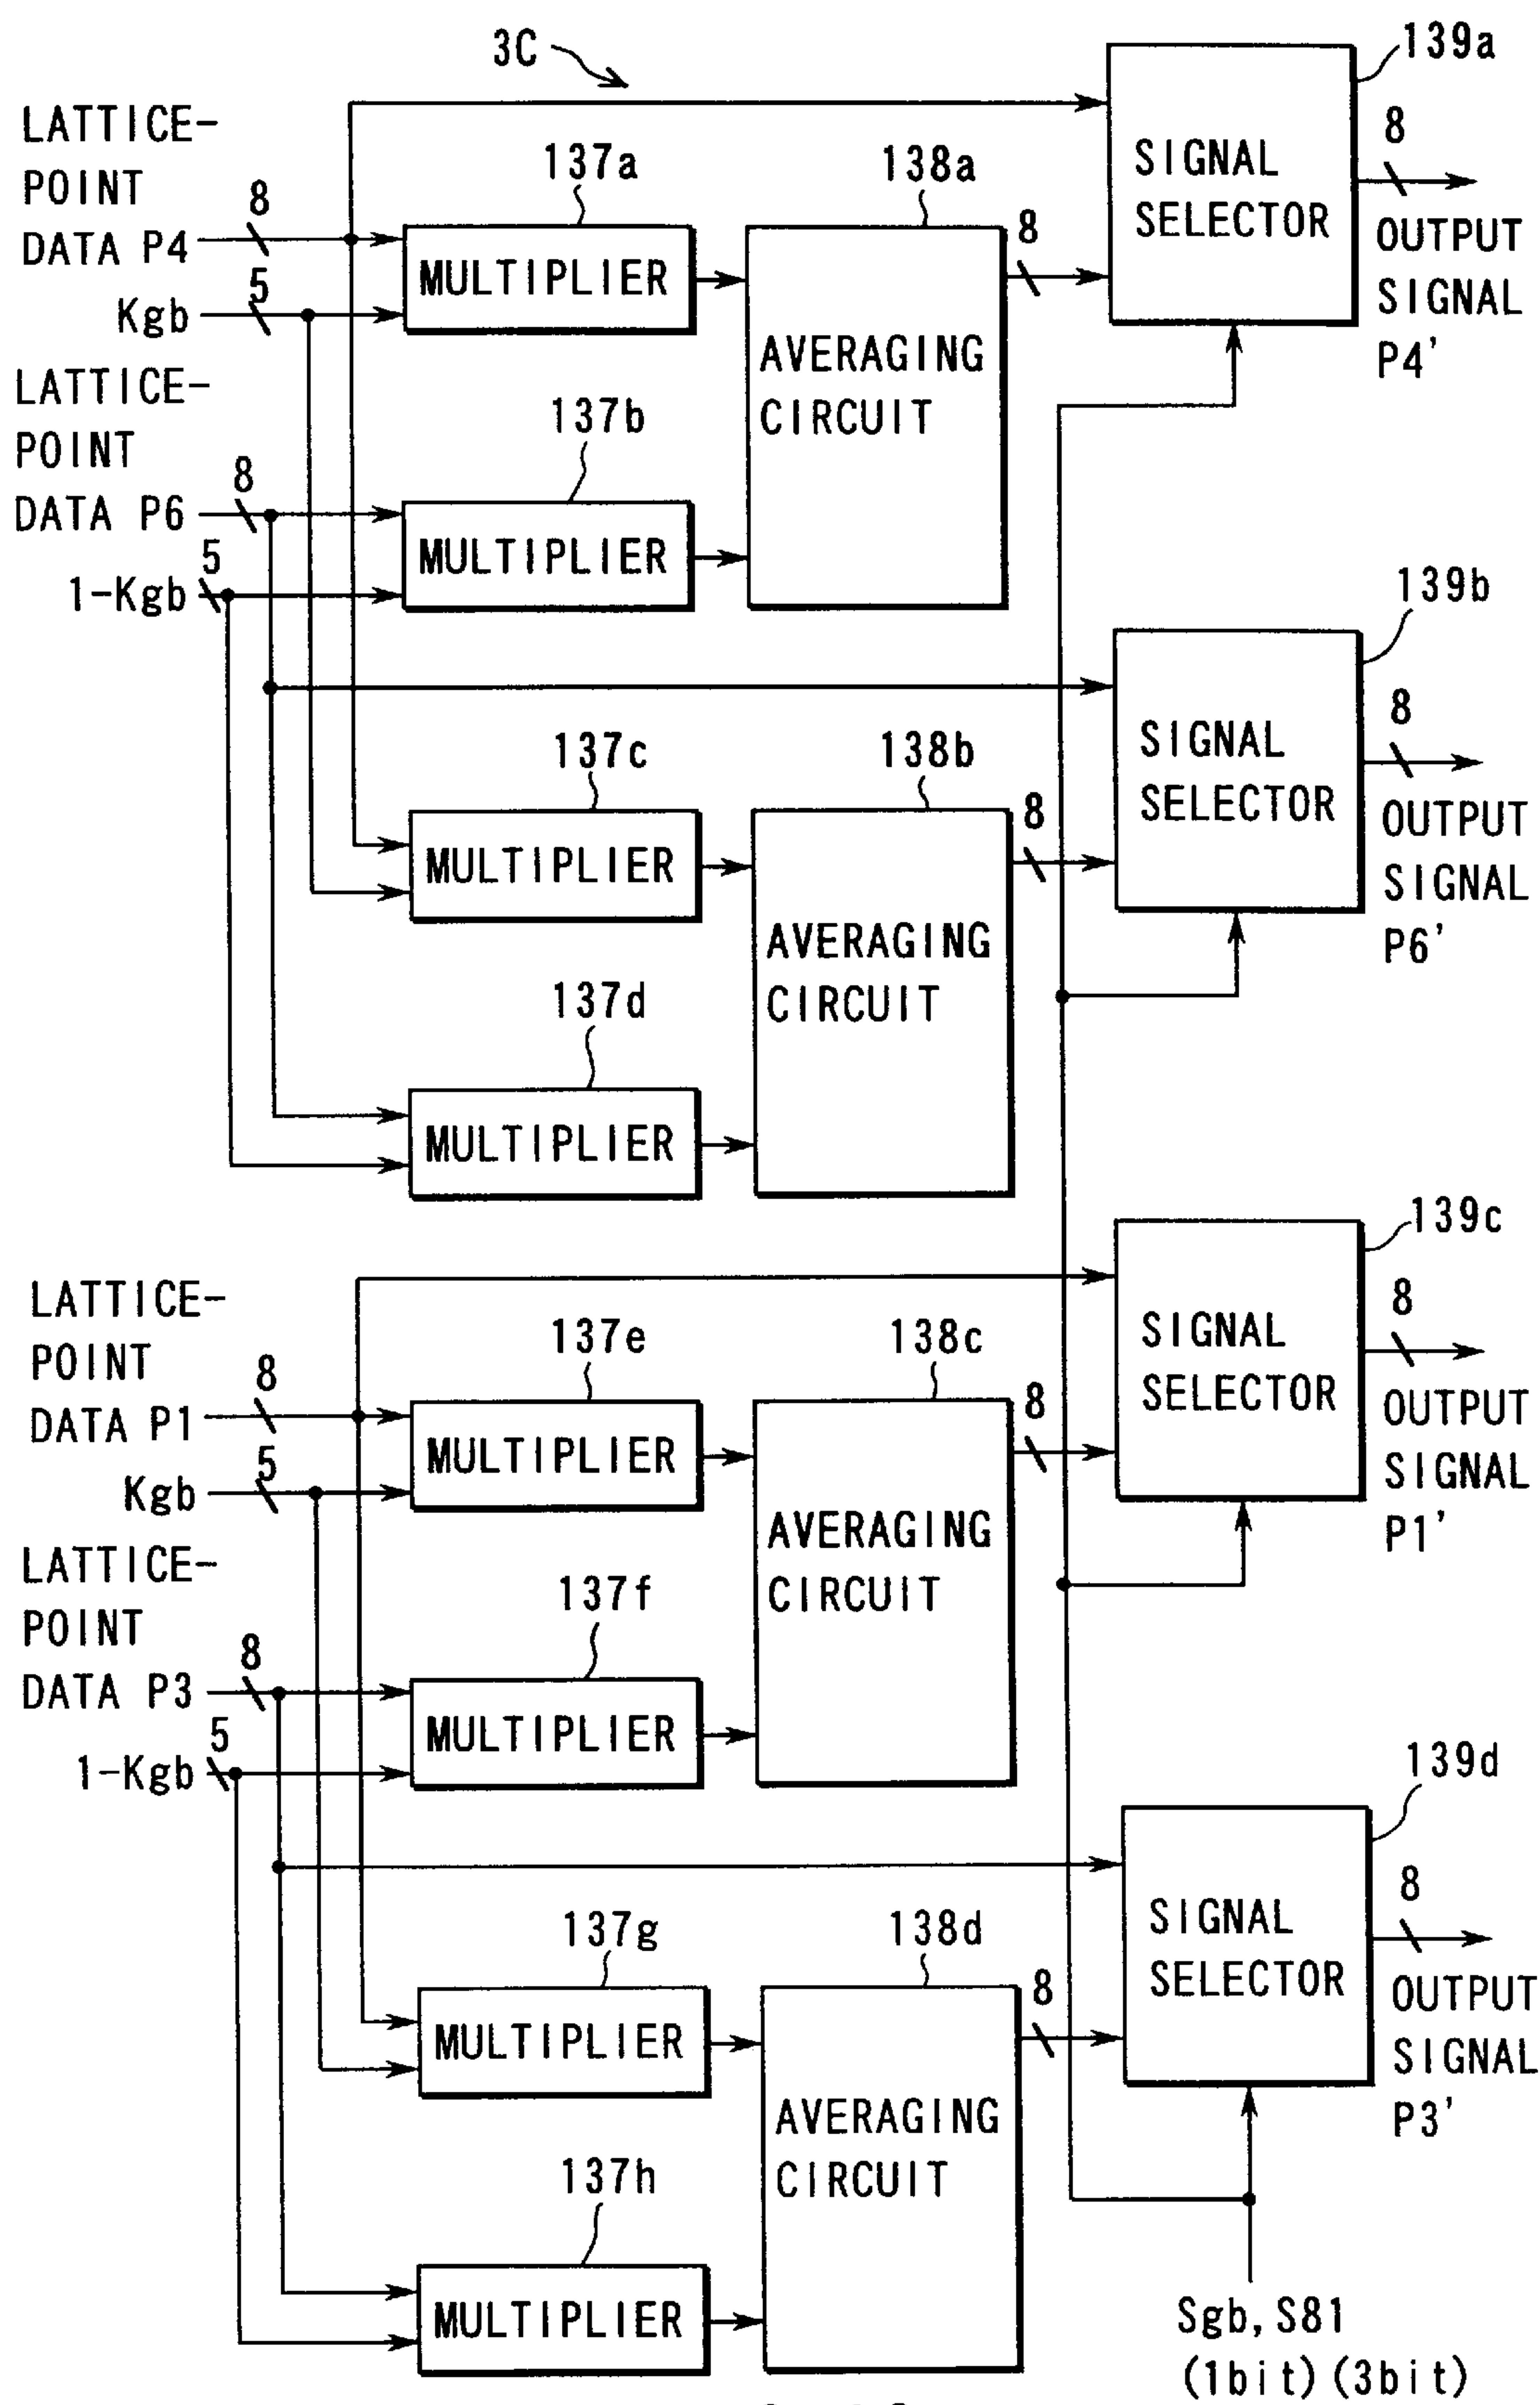 3C
139a
LATTICE-
POINT
DATA P4
8
137a
138a
SIGNAL
SELECTOR
8
OUTPUT
SIGNAL
P4'
MULTIPLIER
8
Kgb
5
AVERAGING
CIRCUIT
LATTICE-
POINT
DATA P6
8
137b
MULTIPLIER
1-Kgb
5
139b
SIGNAL
SELECTOR
8
OUTPUT
SIGNAL
P6'
137c
138b
MULTIPLIER
8
AVERAGING
CIRCUIT
137d
MULTIPLIER
139c
LATTICE-
POINT
DATA P1
8
137e
138c
SIGNAL
SELECTOR
8
OUTPUT
SIGNAL
P1'
MULTIPLIER
8
Kgb
5
AVERAGING
CIRCUIT
LATTICE-
POINT
DATA P3
8
137f
MULTIPLIER
1-Kgb
5
139d
SIGNAL
SELECTOR
8
OUTPUT
SIGNAL
P3'
137g
138d
MULTIPLIER
8
AVERAGING
CIRCUIT
137h
MULTIPLIER
Sgb, S81
(1bit) (3bit)